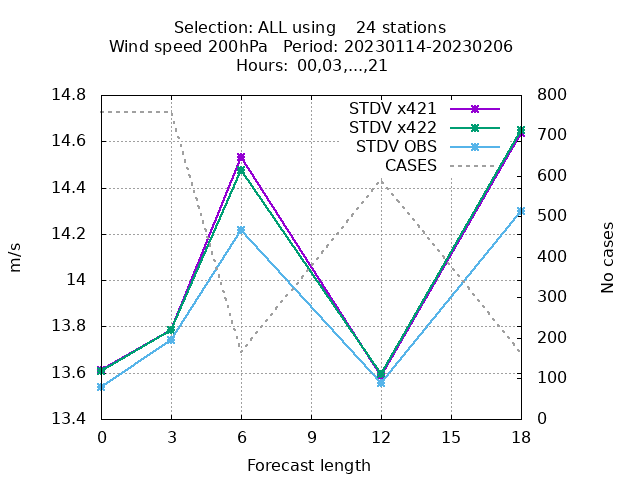 Selection: ALL using    24 stations
Wind speed 200hPa   Period: 20230114-20230206
Hours:  00,03,...,21
STDV x421
STDV x422
STDV OBS
CASES
14.8
14.6
14.4
14.2
14
13.8
13.6
13.4
m/s
800
700
600
500
400
300
200
100
0
No cases
0 3 6 9 12 15 18
Forecast length